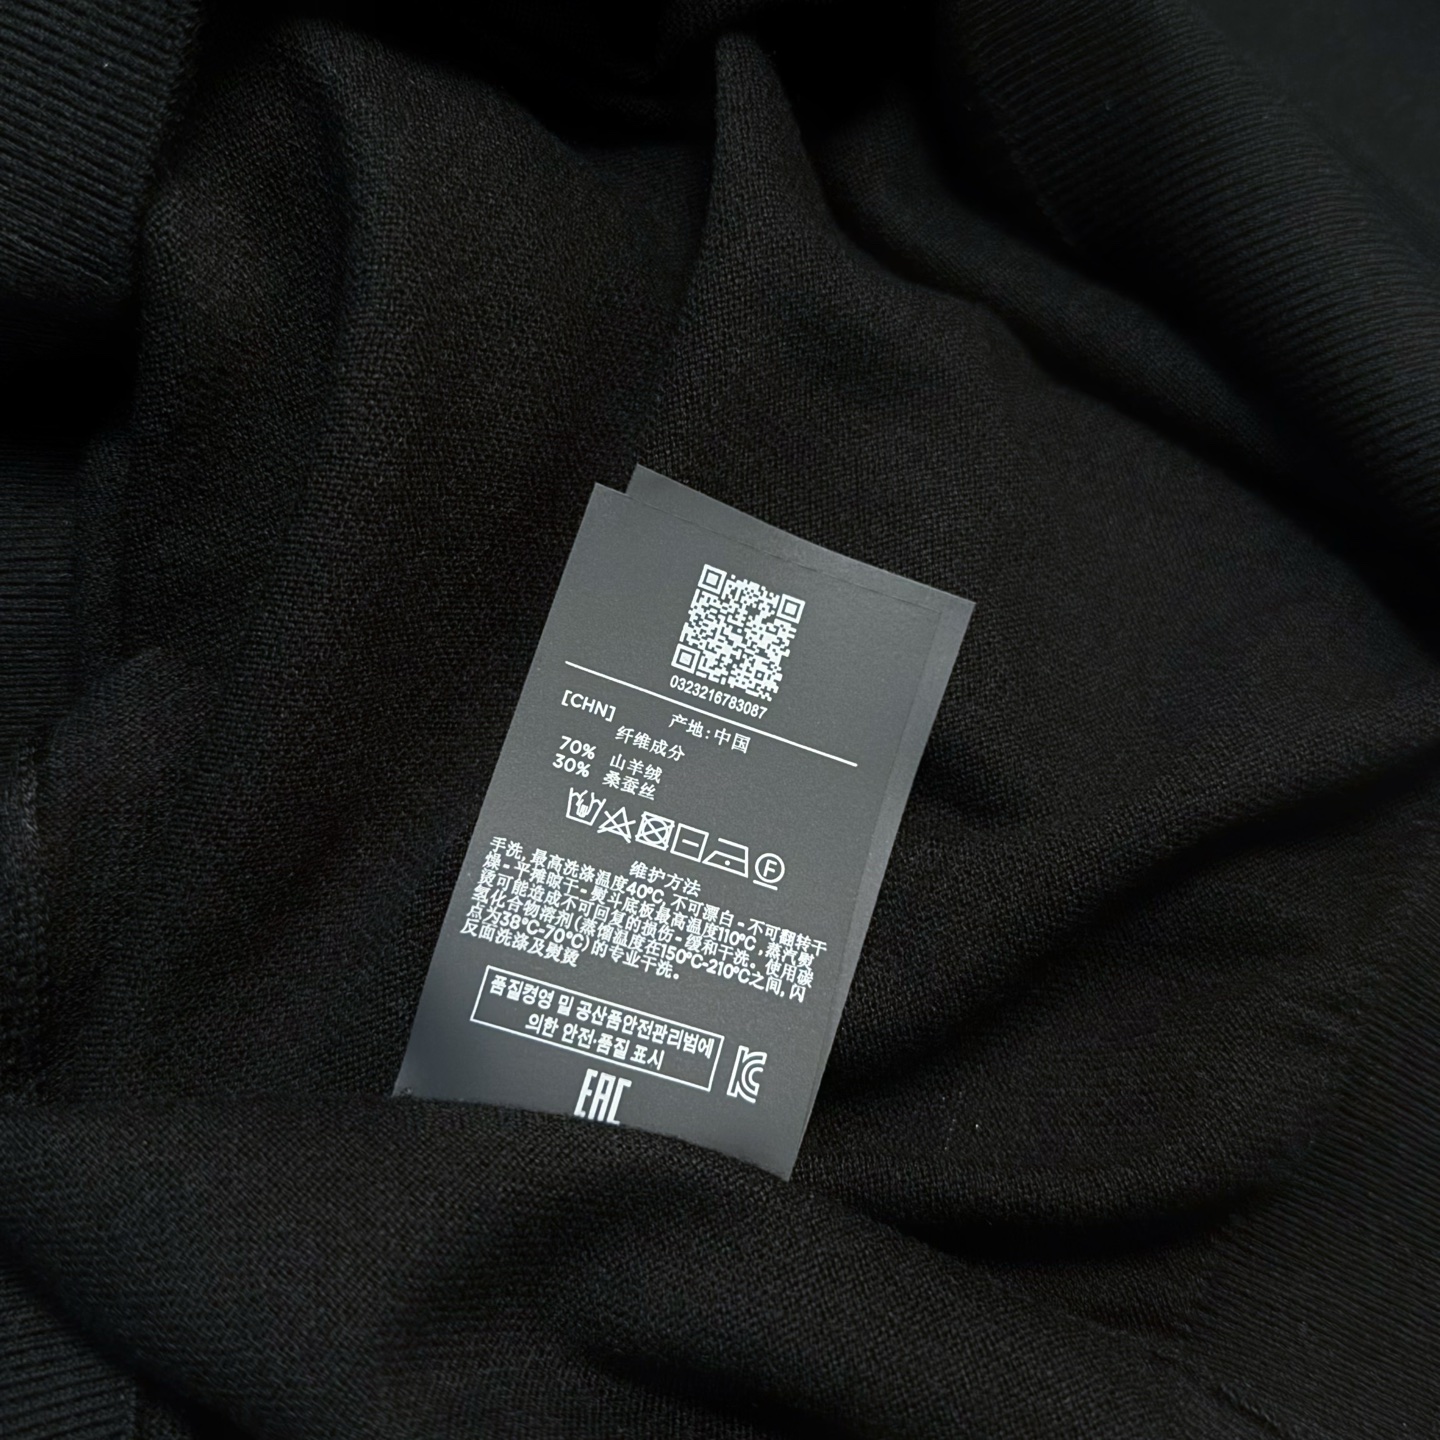 0323216783087
[CHN] 产地:中国
纤维成分
70% 山羊绒
30% 桑蚕丝
F
维护方法
手洗, 最高洗涤温度40°C, 不可漂白 - 不可翻转干
燥 - 平摊晾干 - 熨斗底板最高温度110°C, 蒸汽熨
烫可能造成不可回复的损伤 - 缓和干洗。使用碳
氢化合物溶剂(蒸馏温度在150°C-210°C之间, 闪
点为38°C-70°C)的专业干洗。
反面洗涤及熨烫
품질경영 및 공산품안전관리법에
의한 안전·품질 표시
KC
EAC